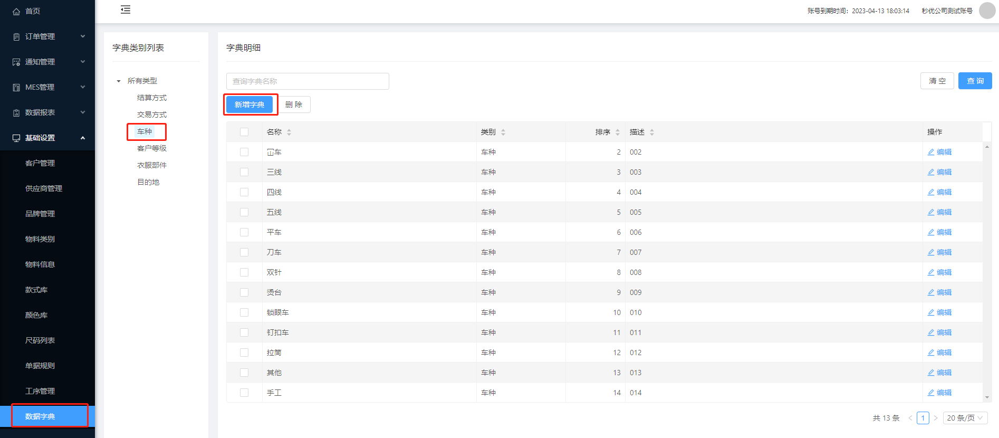 首页
订单管理
通知管理
MES管理
数据报表
基础设置
客户管理
供应商管理
品牌管理
物料类别
物料信息
款式库
颜色库
尺码列表
单据规则
工序管理
数据字典
账号到期时间：2023-04-13 18:03:14 秒优公司测试账号
字典类别列表
所有类型
结算方式
交易方式
车种
客户等级
衣服部件
目的地
字典明细
查询字典名称
清 空 查 询
新增字典 删 除
名称 类别 排序 描述 操作
冚车 车种 2 002 编辑
三线 车种 3 003 编辑
四线 车种 4 004 编辑
五线 车种 5 005 编辑
平车 车种 6 006 编辑
刀车 车种 7 007 编辑
双针 车种 8 008 编辑
烫台 车种 9 009 编辑
锁眼车 车种 10 010 编辑
钉扣车 车种 11 011 编辑
拉筒 车种 12 012 编辑
其他 车种 13 013 编辑
手工 车种 14 014 编辑
共 13 条 1 20 条/页